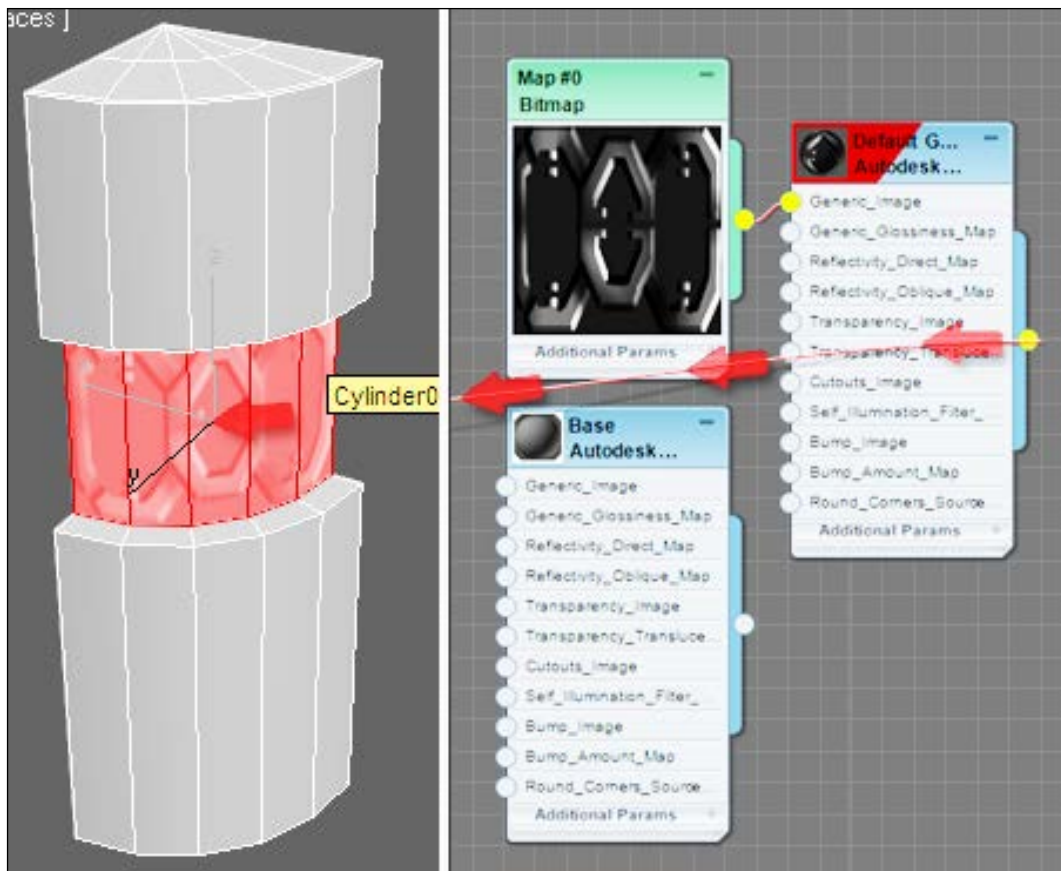 aces ]
Cylinder0
y
Map #0
Bitmap
Additional Params
Default G...
Autodesk...
Generic_Image
Generic_Glossiness_Map
Reflectivity_Direct_Map
Reflectivity_Oblique_Map
Transparency_Image
Transparency_Transluce...
Cutouts_Image
Self_Illumination_Filter_
Bump_Image
Bump_Amount_Map
Round_Corners_Source
Additional Params
Base
Autodesk...
Generic_Image
Generic_Glossiness_Map
Reflectivity_Direct_Map
Reflectivity_Oblique_Map
Transparency_Image
Transparency_Transluce...
Cutouts_Image
Self_Illumination_Filter_
Bump_Image
Bump_Amount_Map
Round_Corners_Source
Additional Params